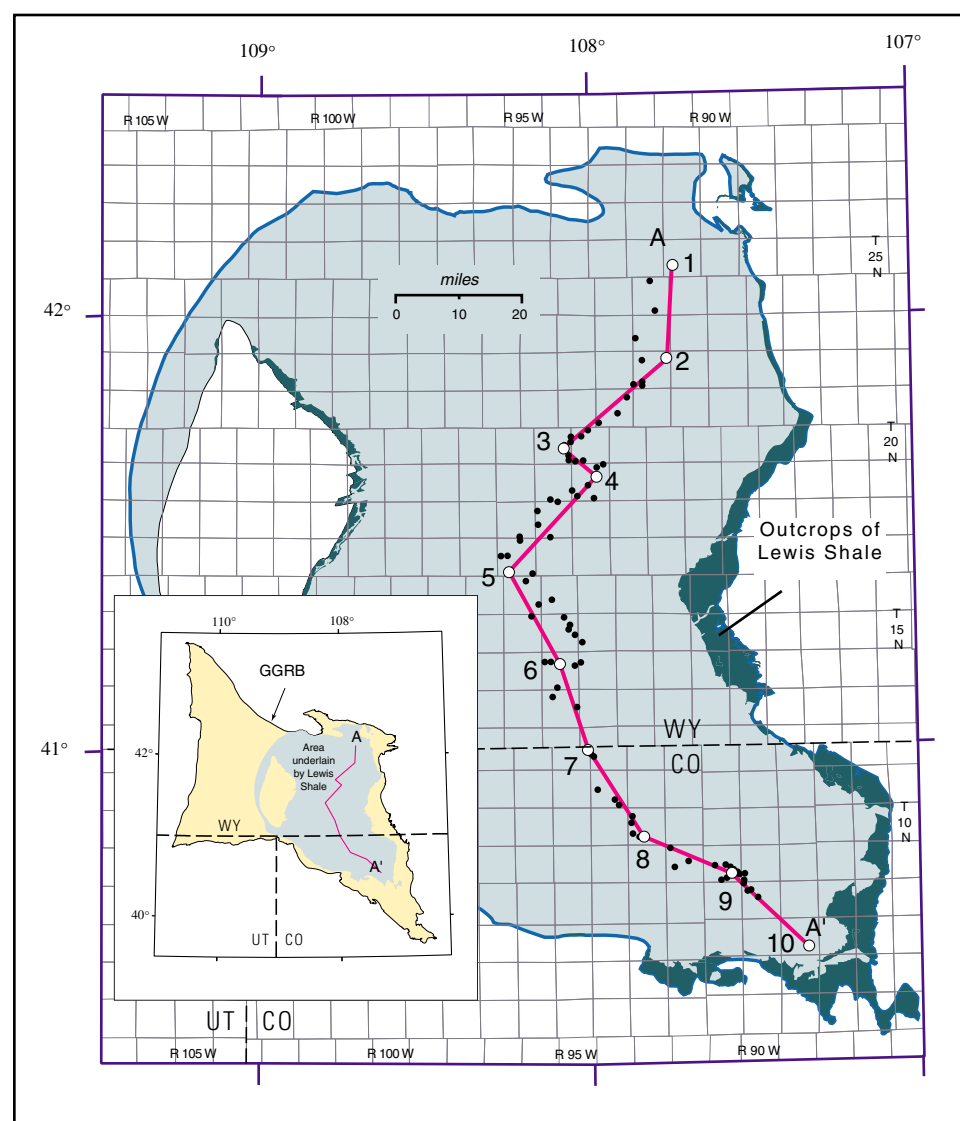 109°
108°
107°
R 105 W
R 100 W
R 95 W
R 90 W
A
1
T
25
N
miles
0 10 20
42°
2
3
T
20
N
4
Outcrops of
Lewis Shale
5
T
15
N
6
WY
CO
41°
7
T
10
N
8
9
A'
10
110°
108°
GGRB
A
42°
Area
underlain
by Lewis
Shale
WY
A'
40°
UT CO
UT CO
R 105 W
R 100 W
R 95 W
R 90 W